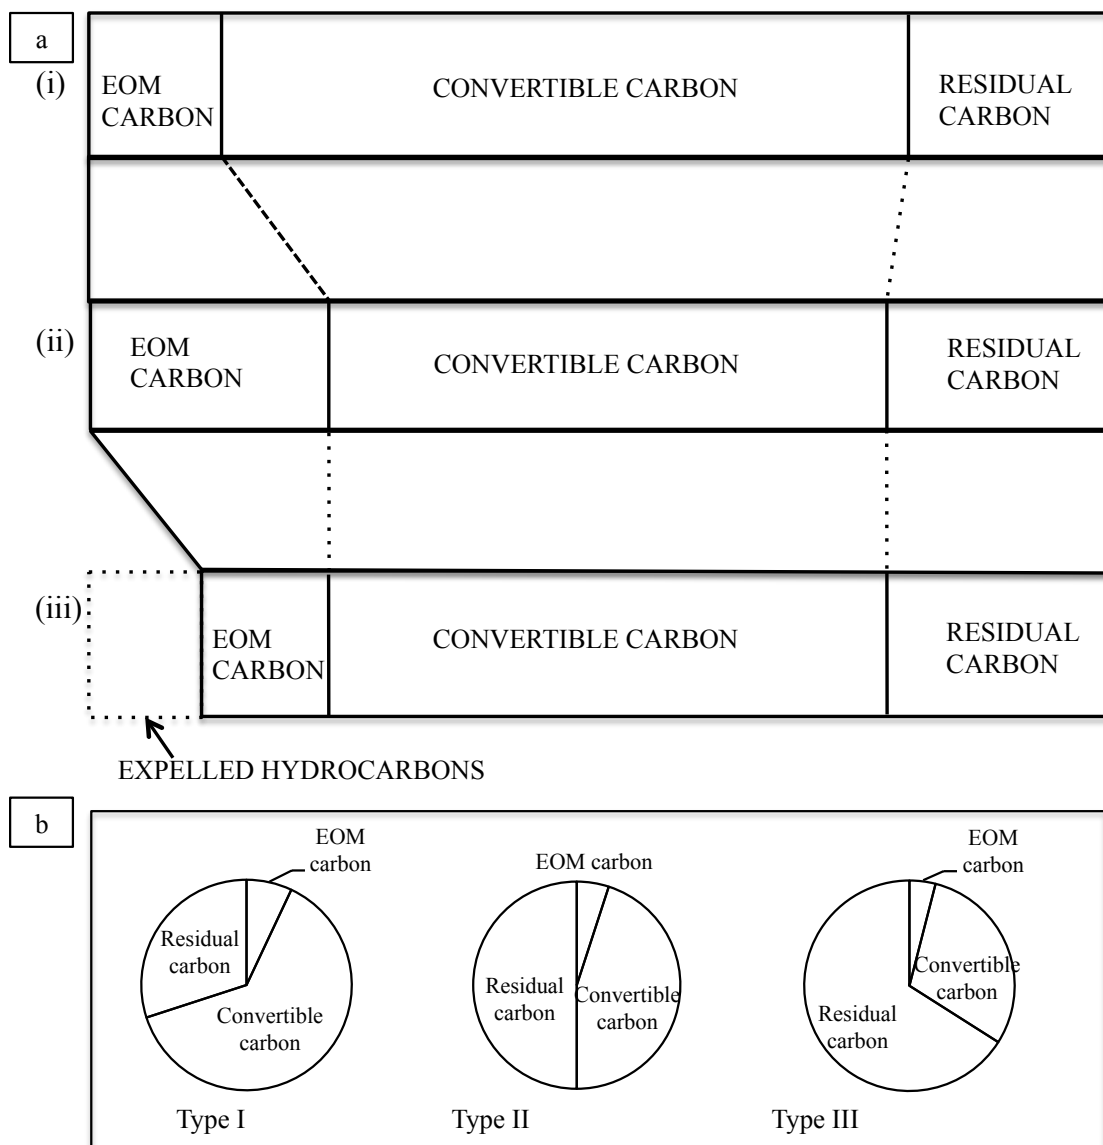 a
(i)
EOM
CARBON
CONVERTIBLE CARBON
RESIDUAL
CARBON
(ii)
EOM
CARBON
CONVERTIBLE CARBON
RESIDUAL
CARBON
(iii)
EOM
CARBON
CONVERTIBLE CARBON
RESIDUAL
CARBON
EXPELLED HYDROCARBONS
b
EOM
carbon
Residual
carbon
Convertible
carbon
Type I
EOM carbon
Residual
carbon
Convertible
carbon
Type II
EOM
carbon
Convertible
carbon
Residual
carbon
Type III